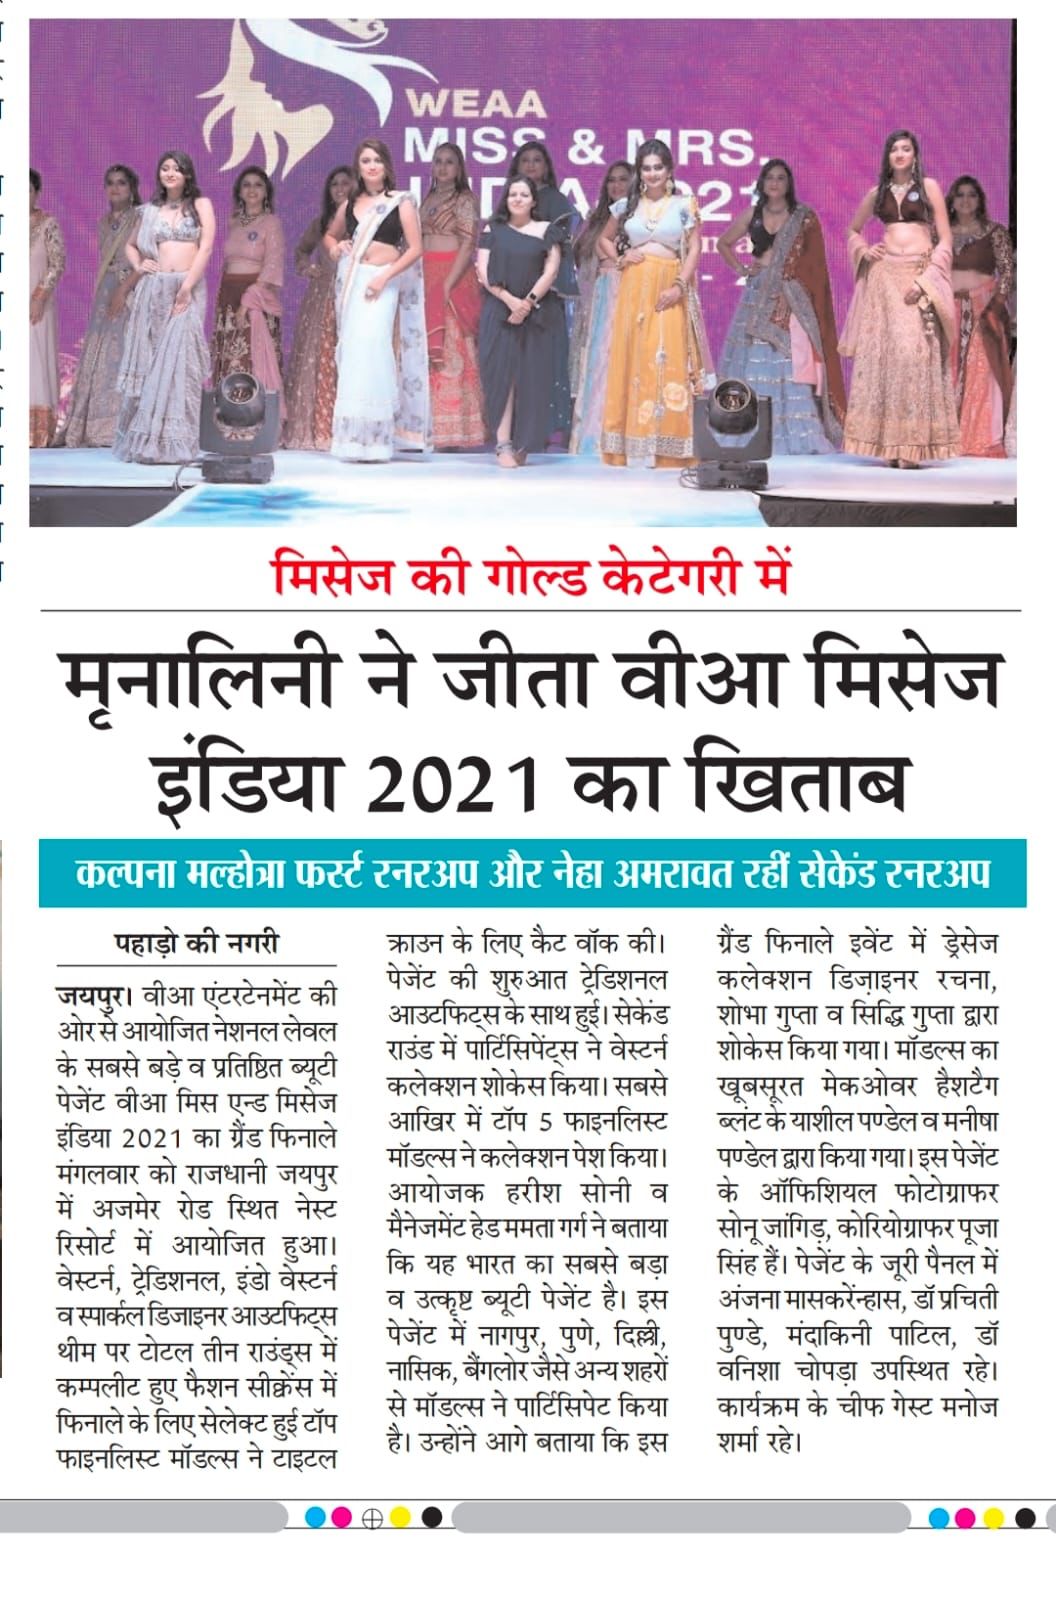 WEAA
MISS & MRS.
मिसेज की गोल्ड केटेगरी में
मृनालिनी ने जीता वीआ मिसेज
इंडिया 2021 का खिताब
कल्पना मल्होत्रा फर्स्ट रनरअप और नेहा अमरावत रहीं सेकेंड रनरअप
पहाड़ो की नगरी
जयपुर। वीआ एंटरटेनमेंट की
ओर से आयोजित नेशनल लेवल
के सबसे बड़े व प्रतिष्ठित ब्यूटी
पेजेंट वीआ मिस एन्ड मिसेज
इंडिया 2021 का ग्रैंड फिनाले
मंगलवार को राजधानी जयपुर
में अजमेर रोड स्थित नेस्ट
रिसोर्ट में आयोजित हुआ।
वेस्टर्न, ट्रेडिशनल, इंडो वेस्टर्न
व स्पार्कल डिजाइनर आउटफिट्स
थीम पर टोटल तीन राउंड्स में
कम्पलीट हुए फैशन सीक्वेंस में
फिनाले के लिए सेलेक्ट हुई टॉप
फाइनलिस्ट मॉडल्स ने टाइटल
क्राउन के लिए कैट वॉक की।
पेजेंट की शुरुआत ट्रेडिशनल
आउटफिट्स के साथ हुई। सेकेंड
राउंड में पार्टिसिपेंट्स ने वेस्टर्न
कलेक्शन शोकेस किया। सबसे
आखिर में टॉप 5 फाइनलिस्ट
मॉडल्स ने कलेक्शन पेश किया।
आयोजक हरीश सोनी व
मैनेजमेंट हेड ममता गर्ग ने बताया
कि यह भारत का सबसे बड़ा
व उत्कृष्ट ब्यूटी पेजेंट है। इस
पेजेंट में नागपुर, पुणे, दिल्ली,
नासिक, बैंगलोर जैसे अन्य शहरों
से मॉडल्स ने पार्टिसिपेट किया
है। उन्होंने आगे बताया कि इस
ग्रैंड फिनाले इवेंट में ड्रेसेज
कलेक्शन डिज़ाइनर रचना,
शोभा गुप्ता व सिद्धि गुप्ता द्वारा
शोकेस किया गया। मॉडल्स का
खूबसूरत मेकओवर हैशटैग
ब्लंट के याशील पण्डेल व मनीषा
पण्डेल द्वारा किया गया। इस पेजेंट
के ऑफिशियल फोटोग्राफर
सोनू जांगिड़, कोरियोग्राफर पूजा
सिंह हैं। पेजेंट के जूरी पैनल में
अंजना मासकरेंन्हास, डॉ प्रचिती
पुण्डे, मंदाकिनी पाटिल, डॉ
वनिशा चोपड़ा उपस्थित रहे।
कार्यक्रम के चीफ गेस्ट मनोज
शर्मा रहे।